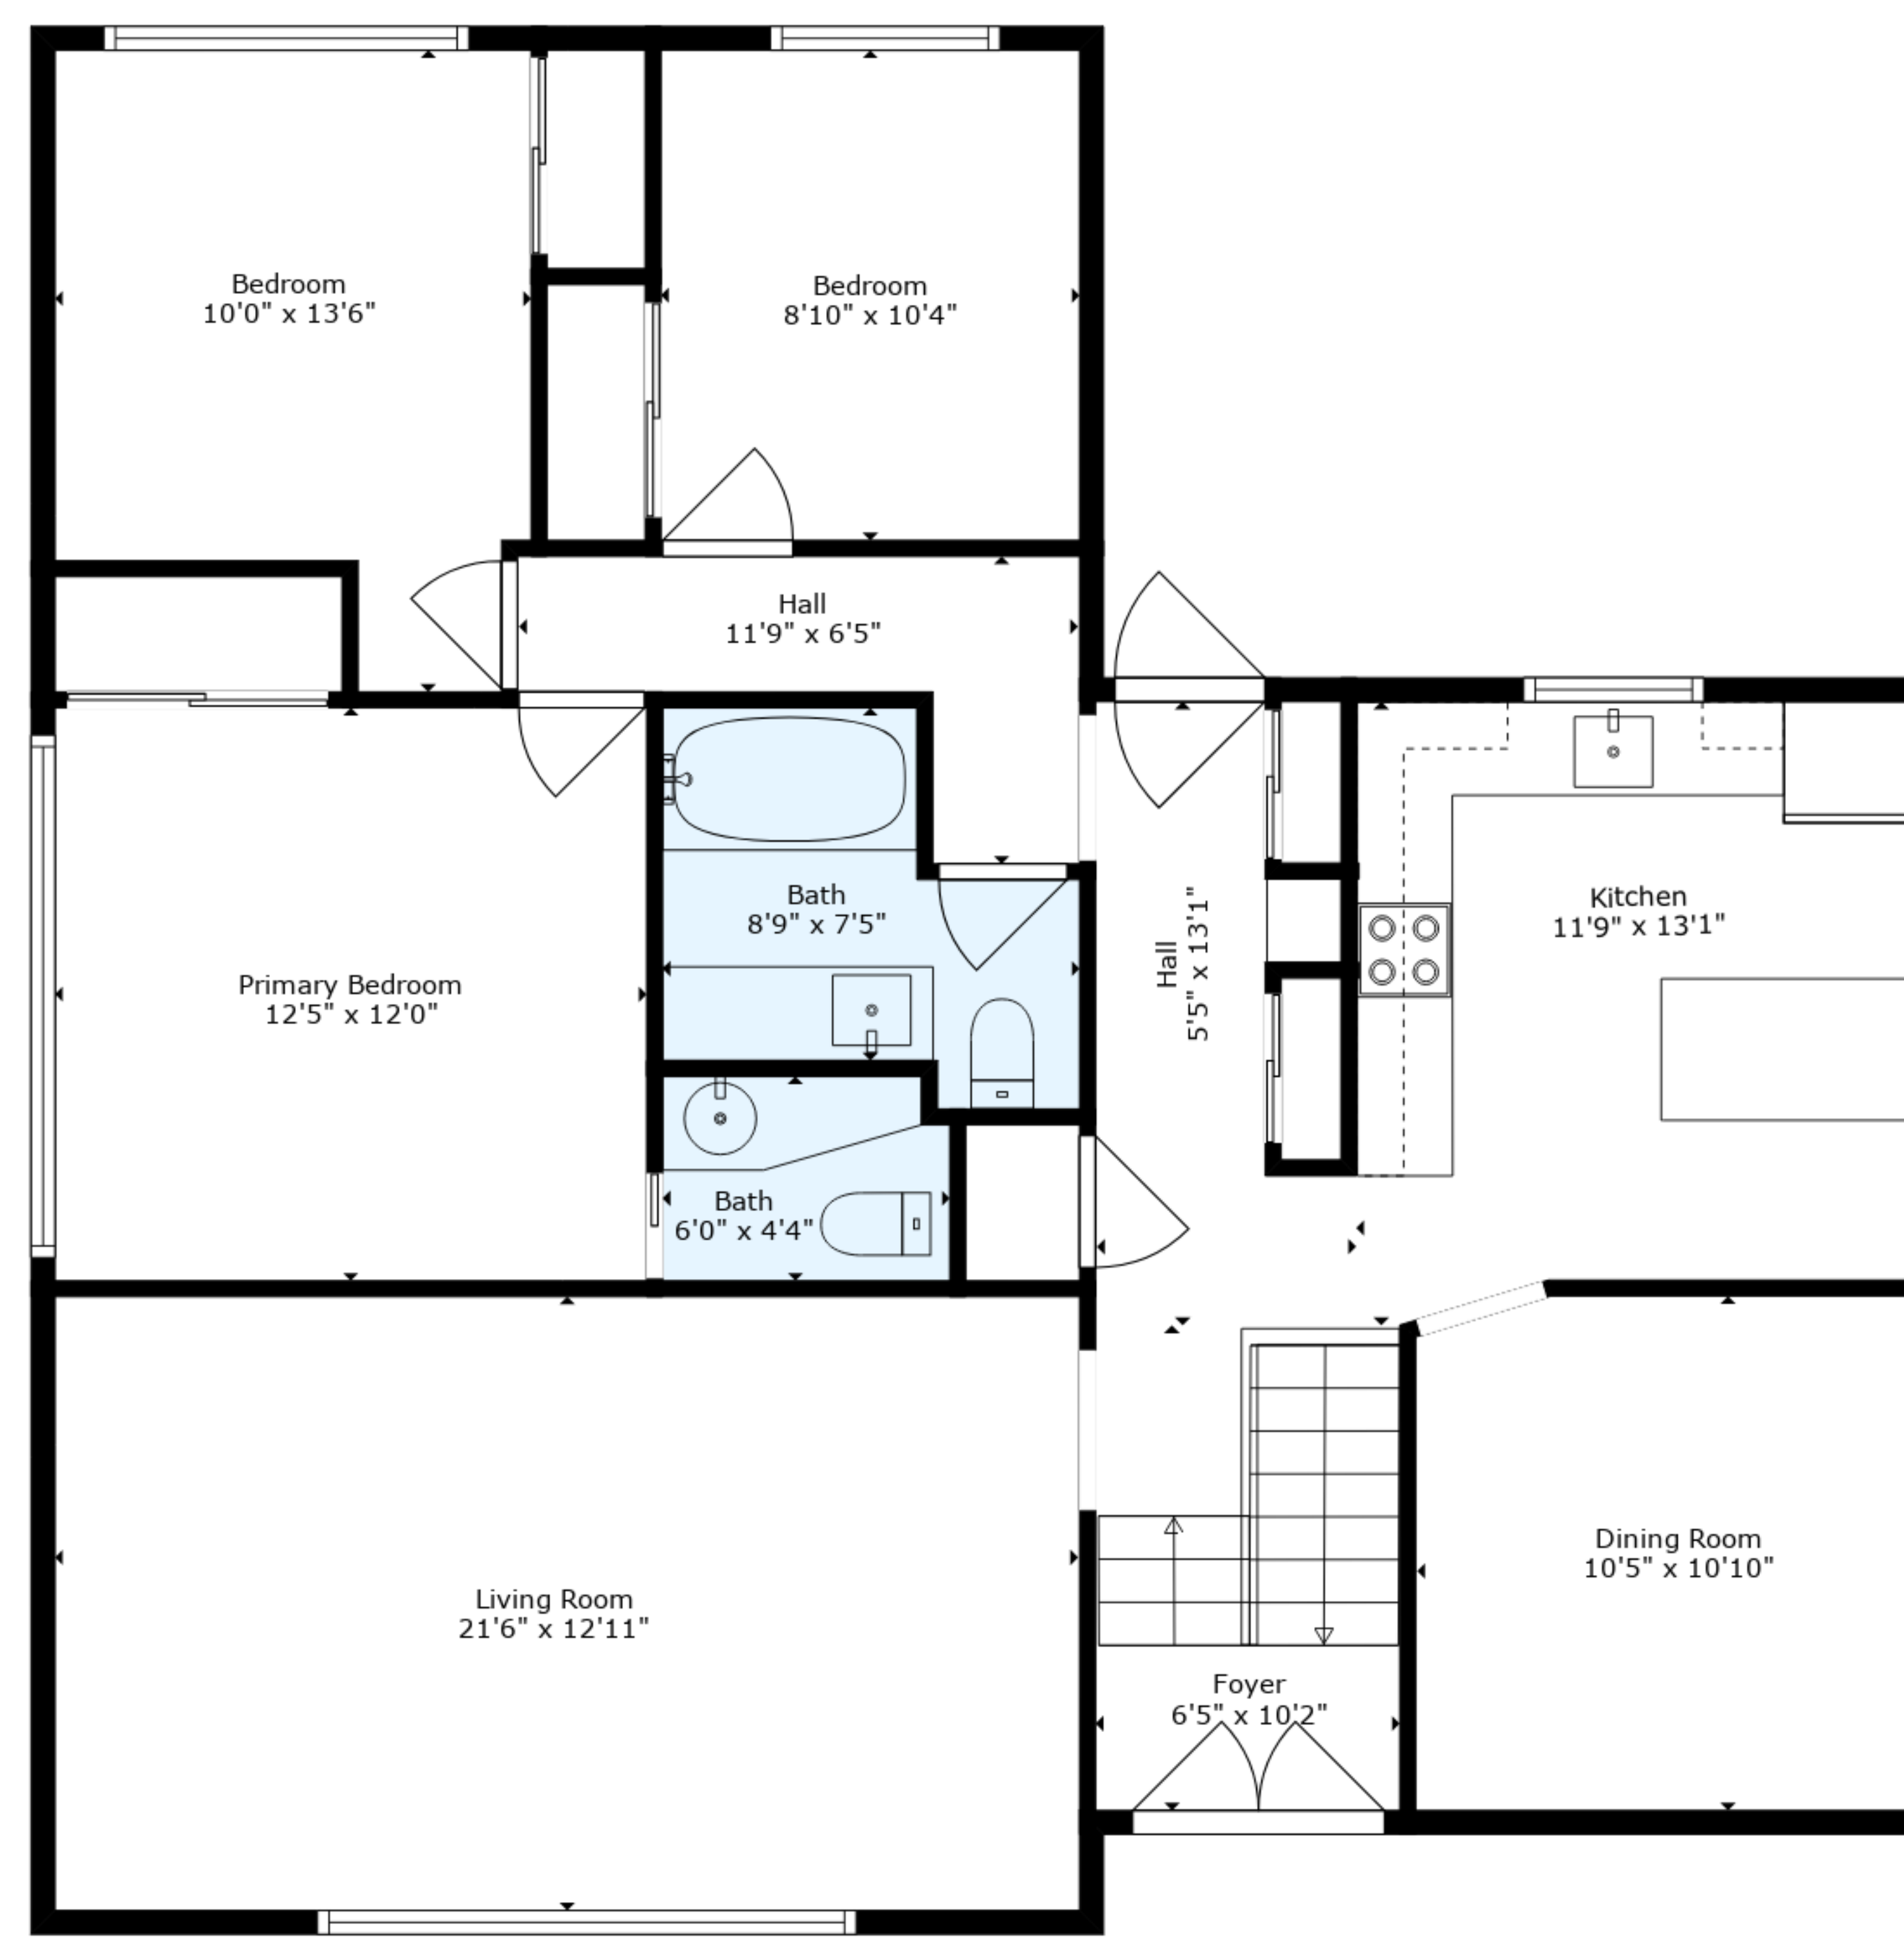 Bedroom
10'0" x 13'6"
Bedroom
8'10" x 10'4"
Hall
11'9" x 6'5"
Bath
8'9" x 7'5"
Hall
5'5" x 13'1"
Kitchen
11'9" x 13'1"
Primary Bedroom
12'5" x 12'0"
Bath
6'0" x 4'4"
Living Room
21'6" x 12'11"
Dining Room
10'5" x 10'10"
Foyer
6'5" x 10'2"